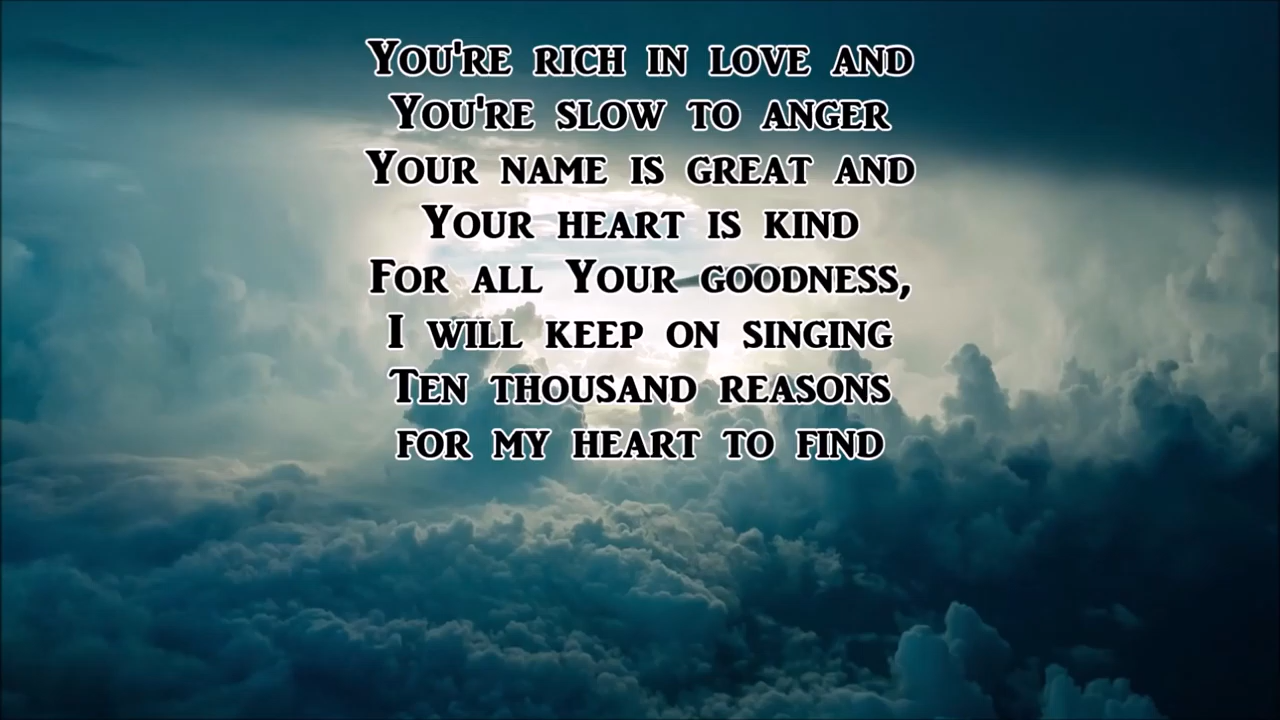 You're rich in love and
You're slow to anger
Your name is great and
Your heart is kind
For all Your goodness,
I will keep on singing
Ten thousand reasons
for my heart to find